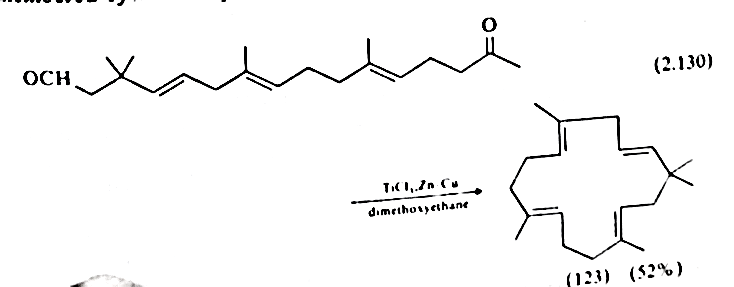 O
OCH
(2.130)
TiCl₃,Zn-Cu
dimethoxyethane
(123) (52%)